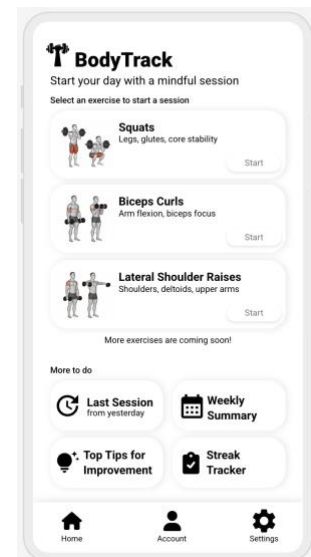 BodyTrack
Start your day with a mindful session
Select an exercise to start a session
Squats
Legs, glutes, core stability
Start
Biceps Curls
Arm flexion, biceps focus
Start
Lateral Shoulder Raises
Shoulders, deltoids, upper arms
Start
More exercises are coming soon!
More to do
Last Session
from yesterday
Weekly
Summary
Top Tips for
Improvement
Streak
Tracker
Home
Account
Settings